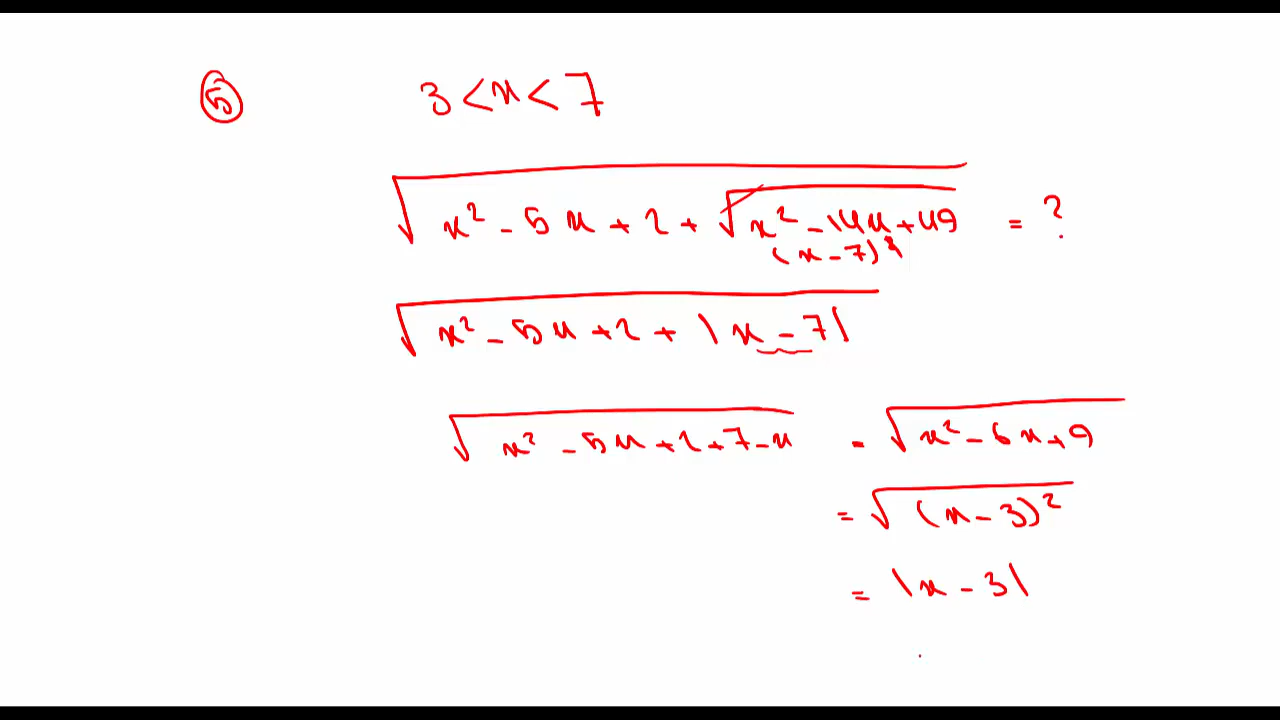 ⑤ 3 < x < 7
√(x² - 5x + 2 + √(x² - 14x + 49)) = ?
(x - 7)²
√(x² - 5x + 2 + |x - 7|)
√(x² - 5x + 2 + 7 - x) = √(x² - 6x + 9)
= √((x - 3)²)
= |x - 3|